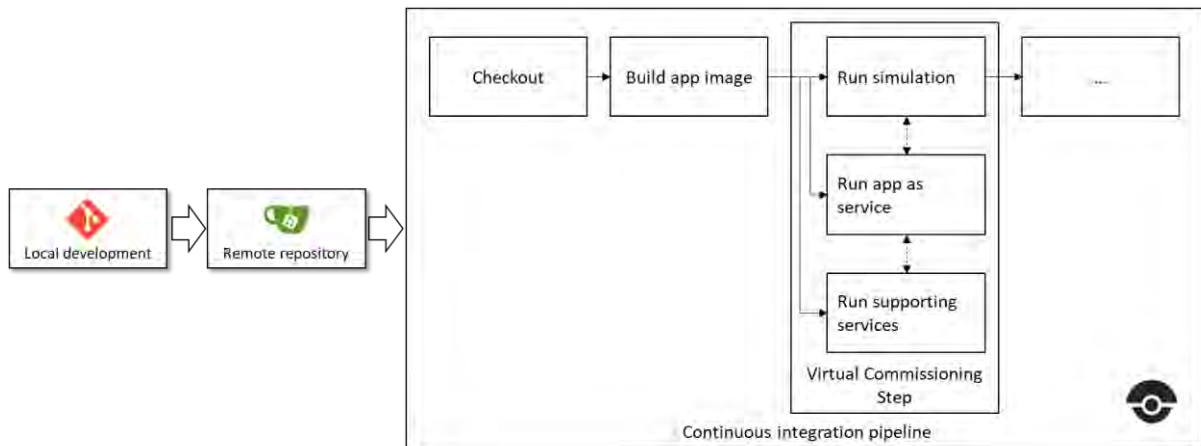 Checkout
Build app image
Run simulation
...
Run app as
service
Local development
Remote repository
Run supporting
services
Virtual Commissioning
Step
Continuous integration pipeline